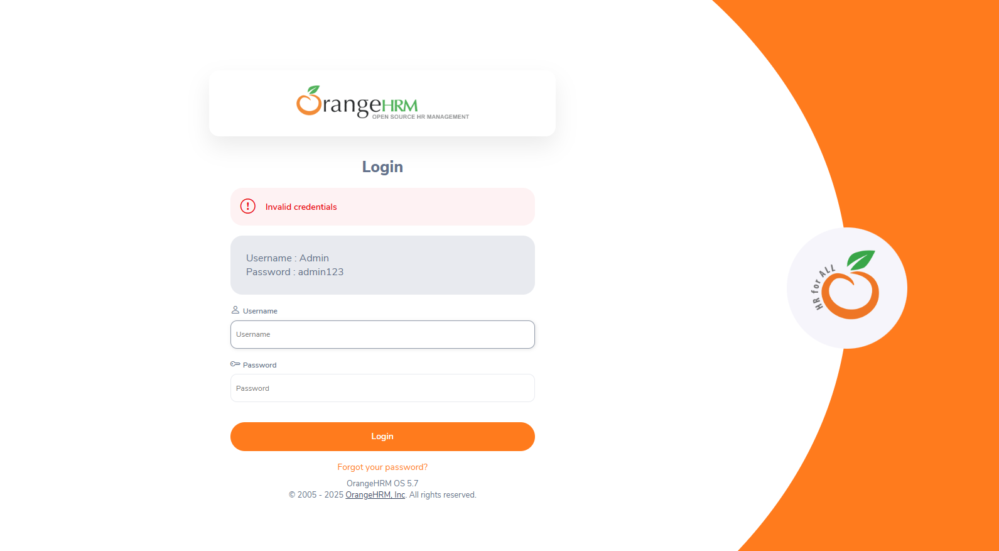 OrangeHRM
OPEN SOURCE HR MANAGEMENT
Login
! Invalid credentials
Username : Admin
Password : admin123
Username
Username
Password
Password
Login
Forgot your password?
OrangeHRM OS 5.7
© 2005 - 2025 OrangeHRM, Inc. All rights reserved.
HR for ALL